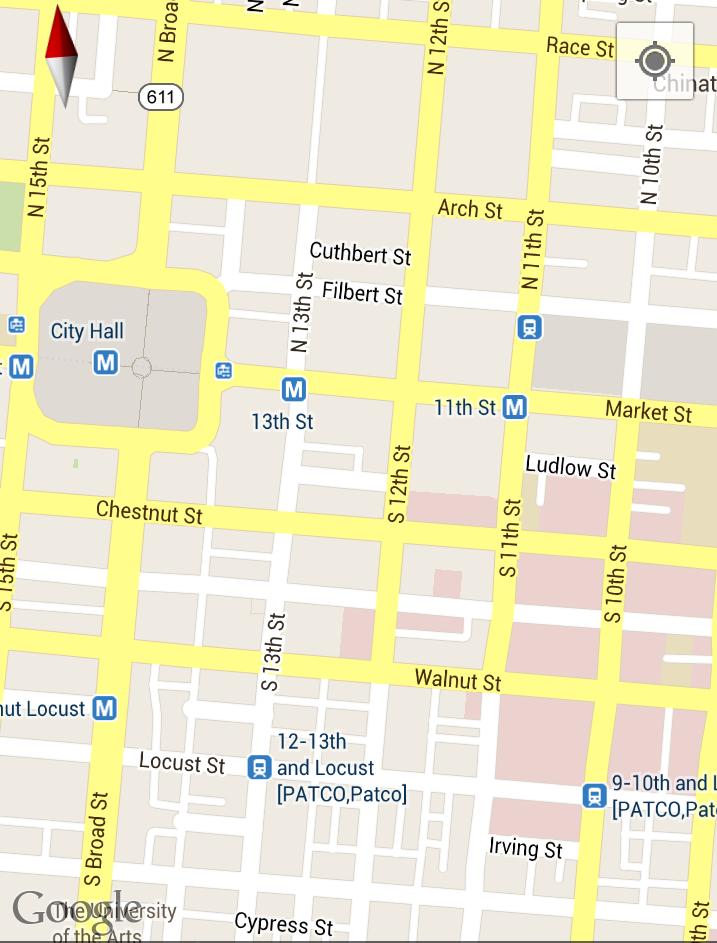 N Broad
N
N
N 12th St
Race St
Chinat
611
N 15th St
N 10th St
Arch St
N 11th St
Cuthbert St
Filbert St
N 13th St
City Hall
M
M
M
13th St
11th St
M
Market St
Ludlow St
S 12th St
Chestnut St
S 11th St
S 15th St
S 10th St
S 13th St
Walnut St
nut Locust
M
Locust St
12-13th
and Locust
[PATCO,Patco]
9-10th and L
[PATCO,Pat
S Broad St
Irving St
Google
The University
of the Arts
Cypress St
th St